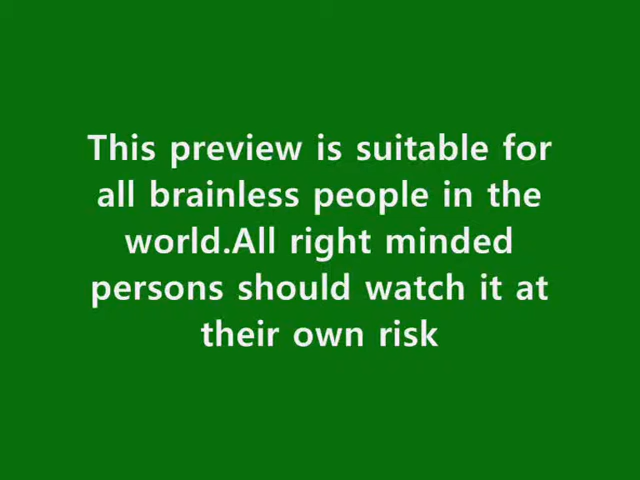 This preview is suitable for
all brainless people in the
world.All right minded
persons should watch it at
their own risk